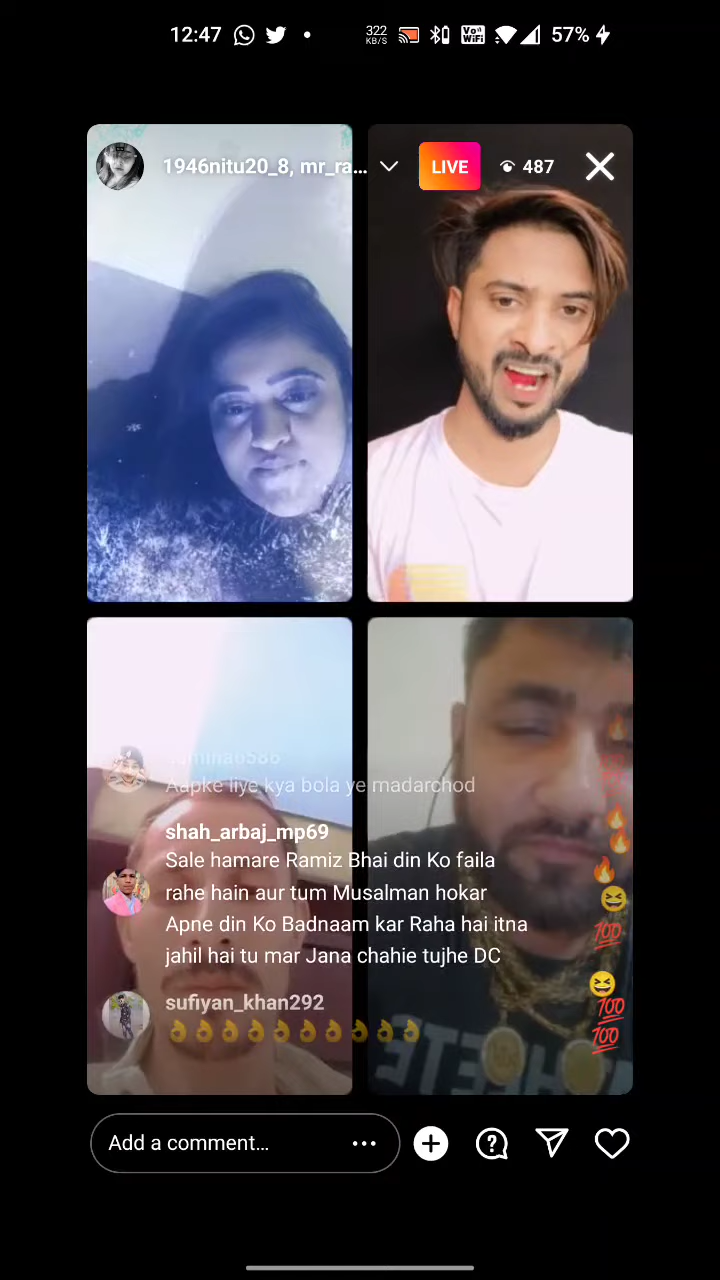 12:47
322
KB/S
Vo
WiFi
57%
1946nitu20_8, mr_ra...
LIVE
487
Aapke liye kya bola ye madarchod
shah_arbaj_mp69
Sale hamare Ramiz Bhai din Ko faila
rahe hain aur tum Musalman hokar
Apne din Ko Badnaam kar Raha hai itna
jahil hai tu mar Jana chahie tujhe DC
sufiyan_khan292
👌👌👌👌👌👌👌👌👌👌
Add a comment...